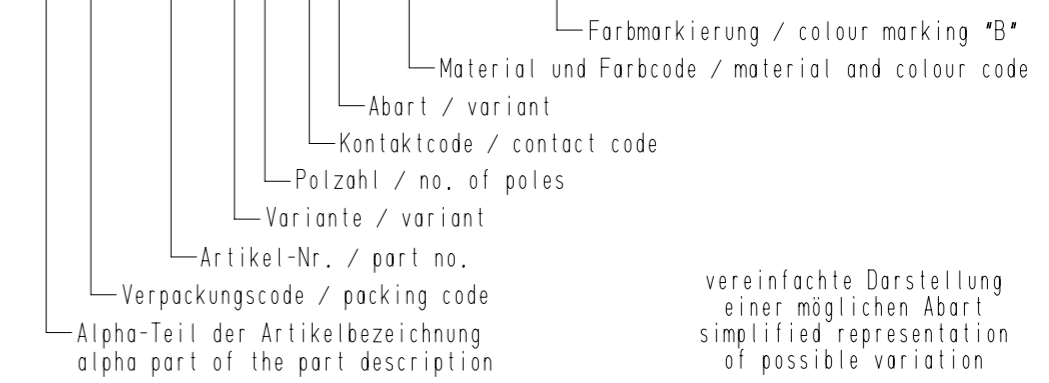 Farbmarkierung / colour marking "B"
Material und Farbcode / material and colour code
Abart / variant
Kontaktcode / contact code
Polzahl / no. of poles
Variante / variant
Artikel-Nr. / part no.
Verpackungscode / packing code
Alpha-Teil der Artikelbezeichnung
alpha part of the part description
vereinfachte Darstellung
einer möglichen Abart
simplified representation
of possible variation